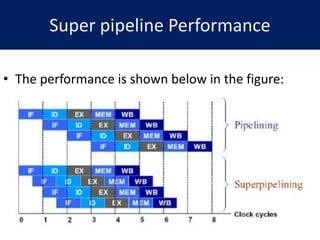 Super pipeline Performance
• The performance is shown below in the figure:
IF ID EX MEM WB
IF ID EX MEM WB
IF ID EX MEM WB
IF ID EX MEM WB
Pipelining
IF ID EX MEM WB
IF ID EX MEM WB
IF ID EX MEM WB
IF ID EX MEM WB
Superpipelining
Clock cycles
0 1 2 3 4 5 6 7 8